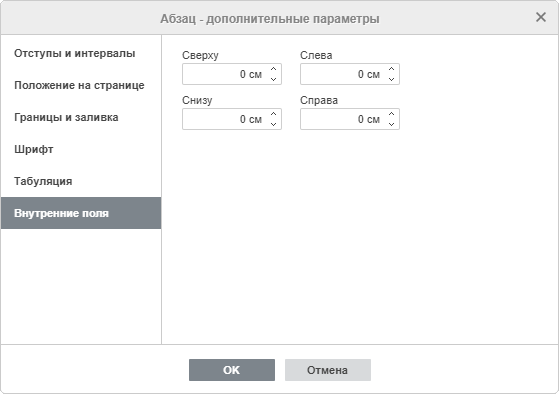 Абзац - дополнительные параметры
Отступы и интервалы
Положение на странице
Границы и заливка
Шрифт
Табуляция
Внутренние поля
Сверху
Слева
0 см
0 см
Снизу
Справа
0 см
0 см
OK
Отмена